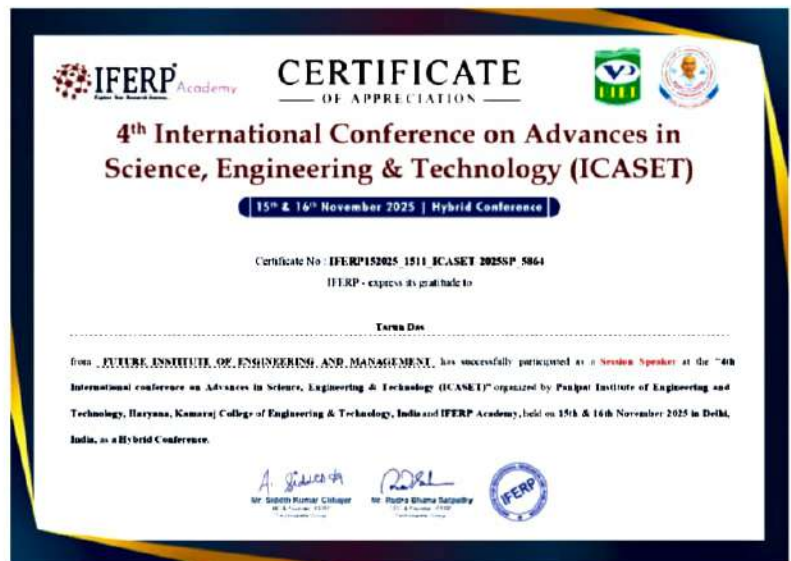 IFERP Academy
CERTIFICATE
OF APPRECIATION
4th International Conference on Advances in
Science, Engineering & Technology (ICASET)
15th & 16th November 2025 | Hybrid Conference
Certificate No : IFERP152025_1511_ICASET 2025SP_5864
IFERP - express its gratitude to
Tarun Das
from FUTURE INSTITUTE OF ENGINEERING AND MANAGEMENT has successfully participated as a Session Speaker at the "4th
International conference on Advances in Science, Engineering & Technology (ICASET)" organized by Panipat Institute of Engineering and
Technology, Haryana, Kamaraj College of Engineering & Technology, India and IFERP Academy, held on 15th & 16th November 2025 in Delhi,
India, as a Hybrid Conference.
Mr. Siddth Kumar Chhajer
Mr. Rudra Bhanu Satpathy
IFERP